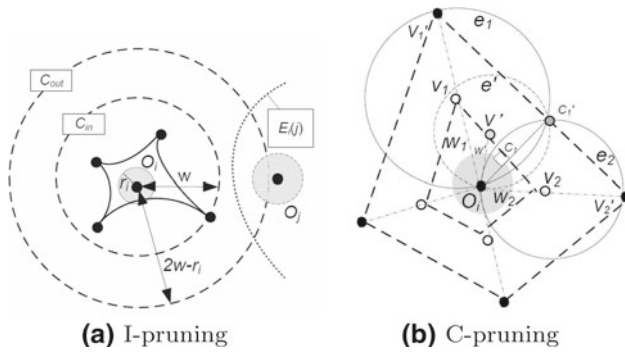 C_out
C_in
E_i(j)
O_i
r_i
w
O_j
2w-r_i
(a) I-pruning
V_1'
e_1
v_1
e'
V'
C_1'
W_1
w'
C_1
e_2
O_i
W_2
v_2
V_2'
(b) C-pruning